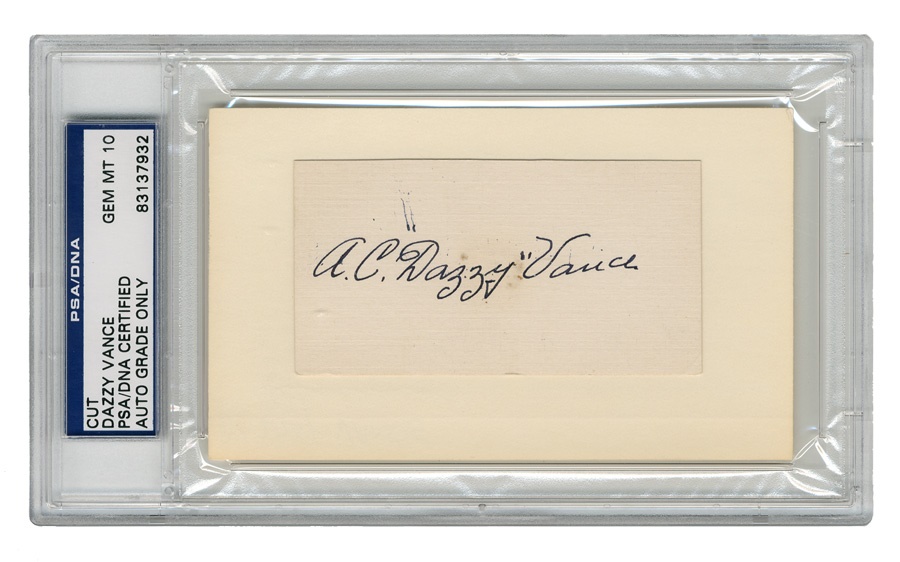 PSA/DNA
CUT
DAZZY VANCE
PSA/DNA CERTIFIED
AUTO GRADE ONLY
GEM MT 10
83137932
A. C. "Dazzy" Vance